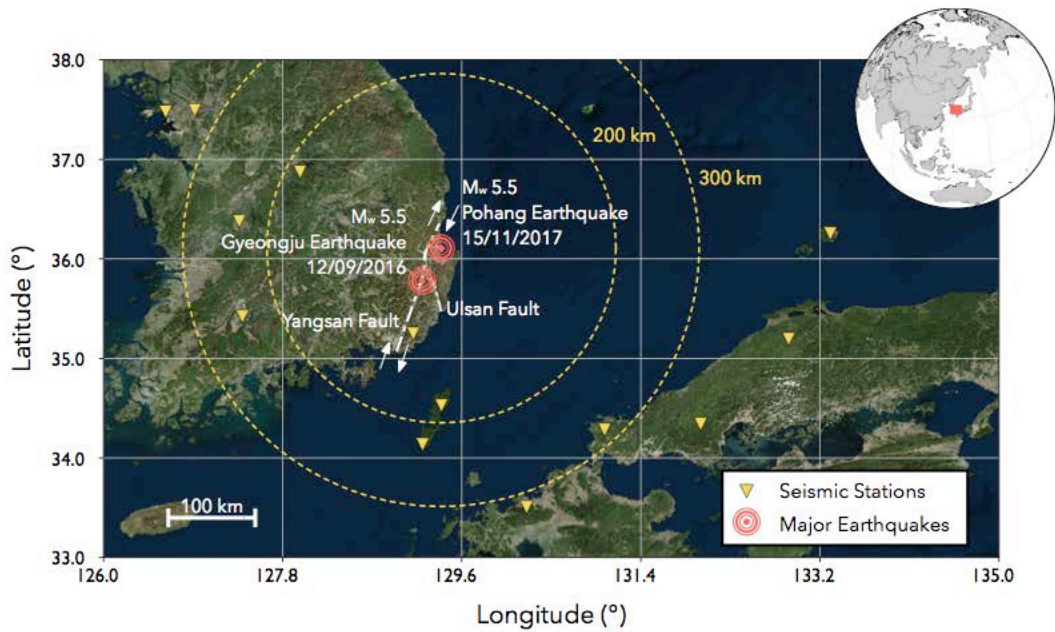 38.0
37.0
36.0
35.0
34.0
33.0
Latitude (°)
126.0
127.8
129.6
131.4
133.2
135.0
Longitude (°)
200 km
300 km
Mw 5.5
Pohang Earthquake
15/11/2017
Mw 5.5
Gyeongju Earthquake
12/09/2016
Ulsan Fault
Yangsan Fault
100 km
Seismic Stations
Major Earthquakes